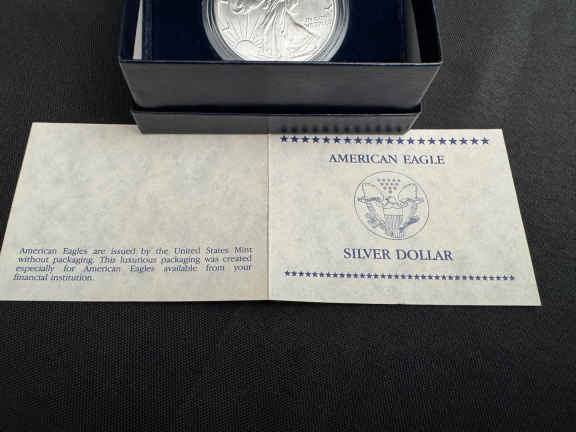 American Eagles are issued by the United States Mint
without packaging. This luxurious packaging was created
especially for American Eagles available from your
financial institution.
AMERICAN EAGLE
SILVER DOLLAR